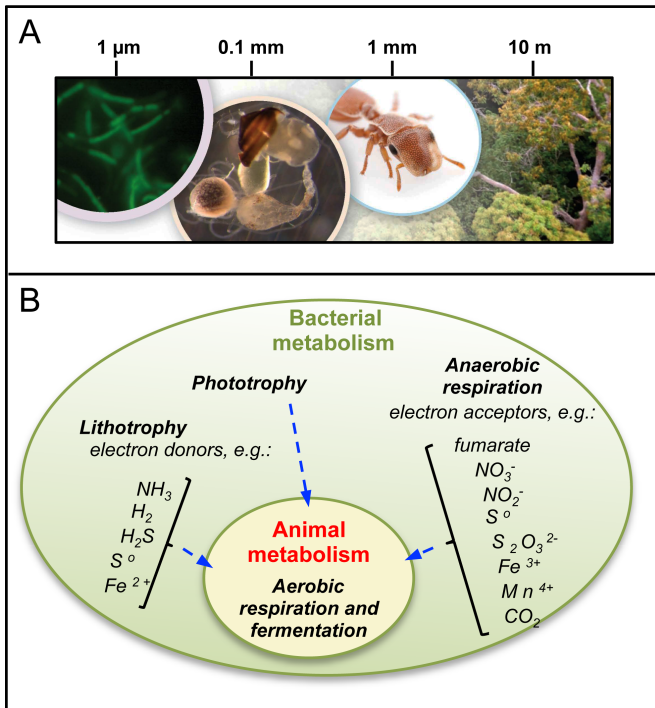 A
1 µm 0.1 mm 1 mm 10 m
B
Bacterial
metabolism
Phototrophy
Anaerobic
respiration
electron acceptors, e.g.:
Lithotrophy
electron donors, e.g.:
NH₃
H₂
H₂S
S⁰
Fe ²⁺
fumarate
NO₃⁻
NO₂⁻
S⁰
S ₂ O₃ ²⁻
Fe ³⁺
M n ⁴⁺
CO₂
Animal
metabolism
Aerobic
respiration and
fermentation